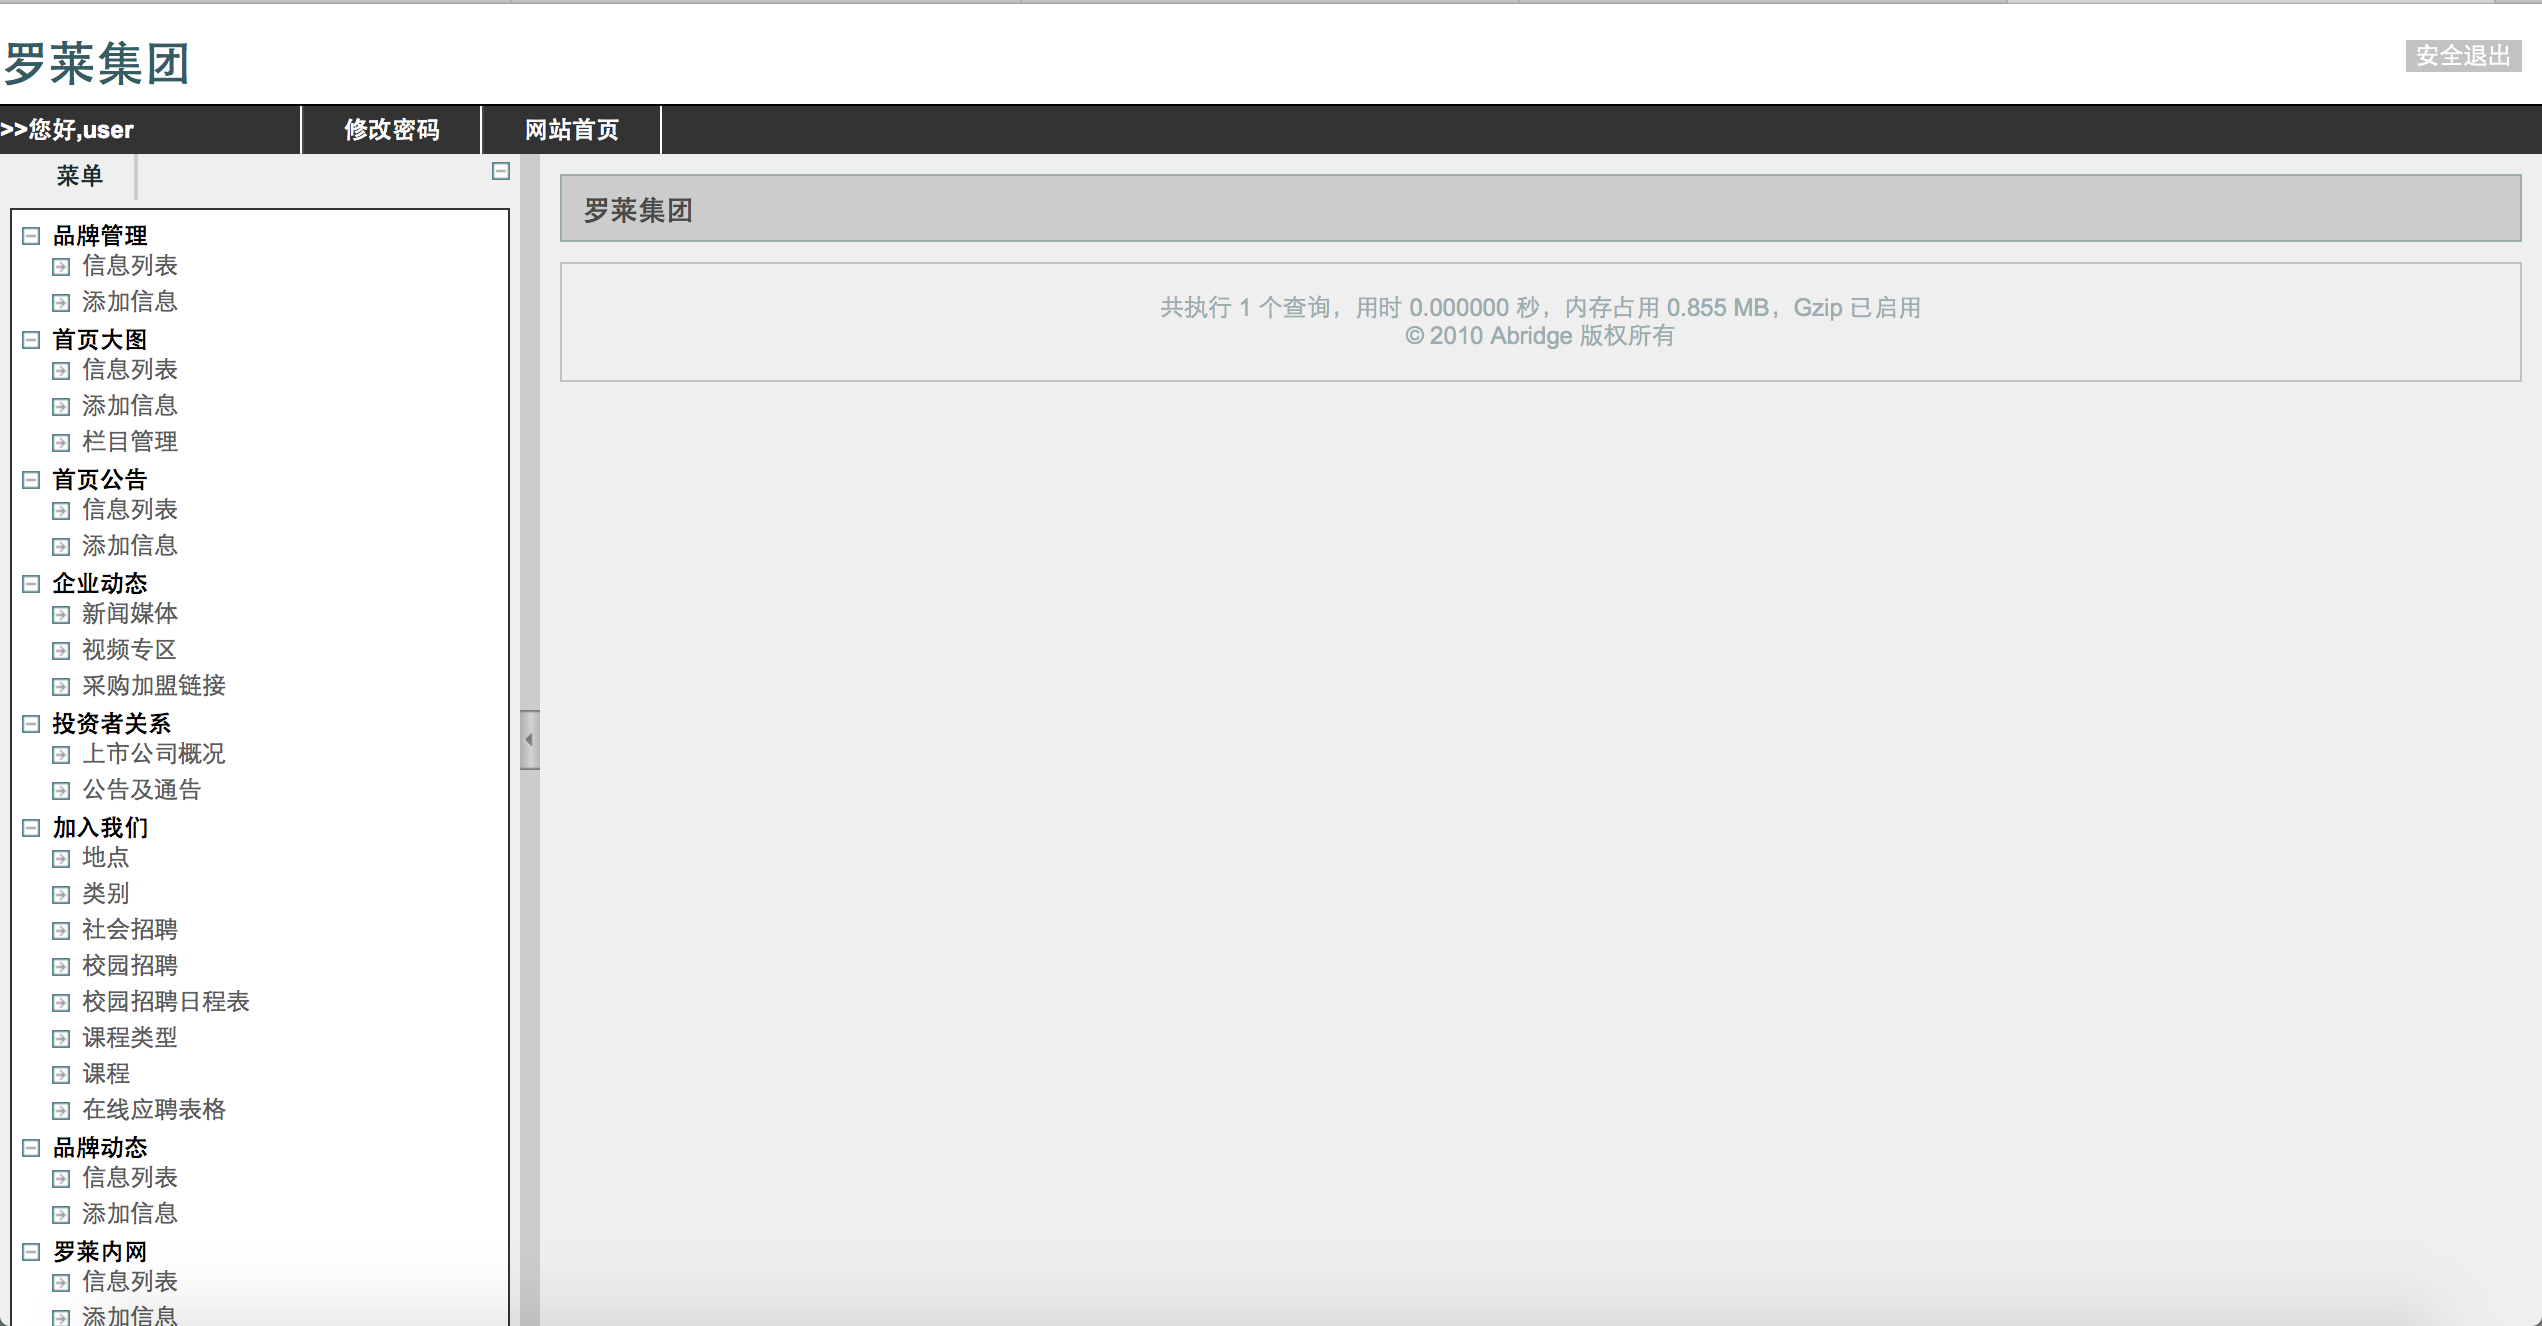 罗莱集团
安全退出
>>您好,user 修改密码 网站首页
菜单
品牌管理
信息列表
添加信息
首页大图
信息列表
添加信息
栏目管理
首页公告
信息列表
添加信息
企业动态
新闻媒体
视频专区
采购加盟链接
投资者关系
上市公司概况
公告及通告
加入我们
地点
类别
社会招聘
校园招聘
校园招聘日程表
课程类型
课程
在线应聘表格
品牌动态
信息列表
添加信息
罗莱内网
信息列表
添加信息
罗莱集团
共执行 1 个查询，用时 0.000000 秒，内存占用 0.855 MB，Gzip 已启用
© 2010 Abridge 版权所有